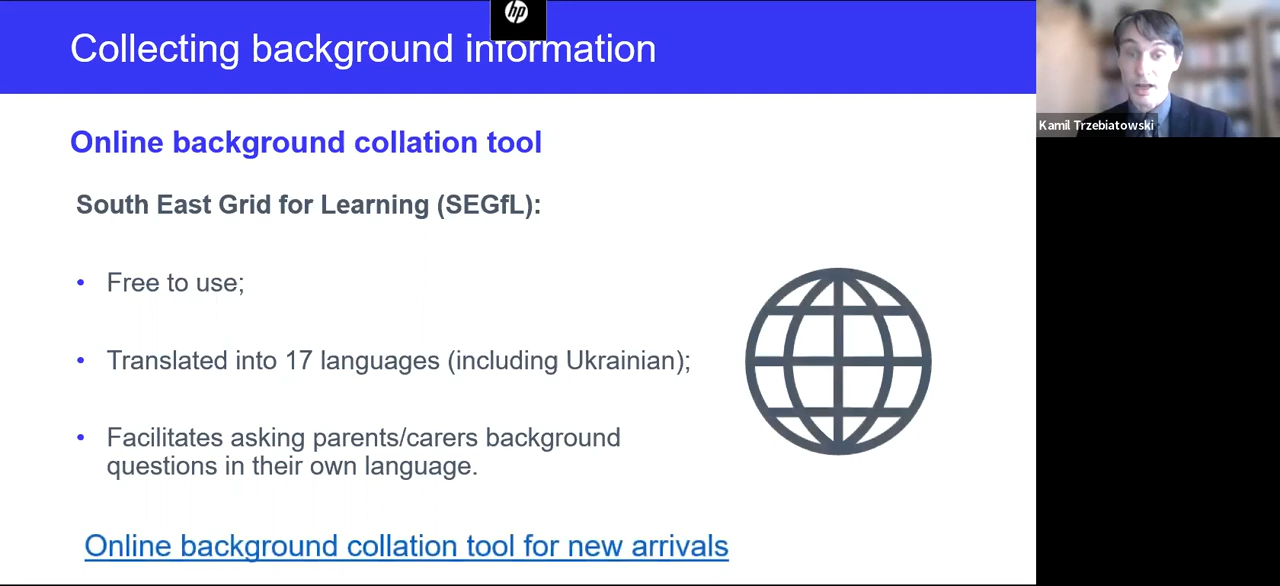 hp
Collecting background information
Kamil Trzebiatowski
Online background collation tool
South East Grid for Learning (SEGfL):
• Free to use;
• Translated into 17 languages (including Ukrainian);
• Facilitates asking parents/carers background
questions in their own language.
Online background collation tool for new arrivals